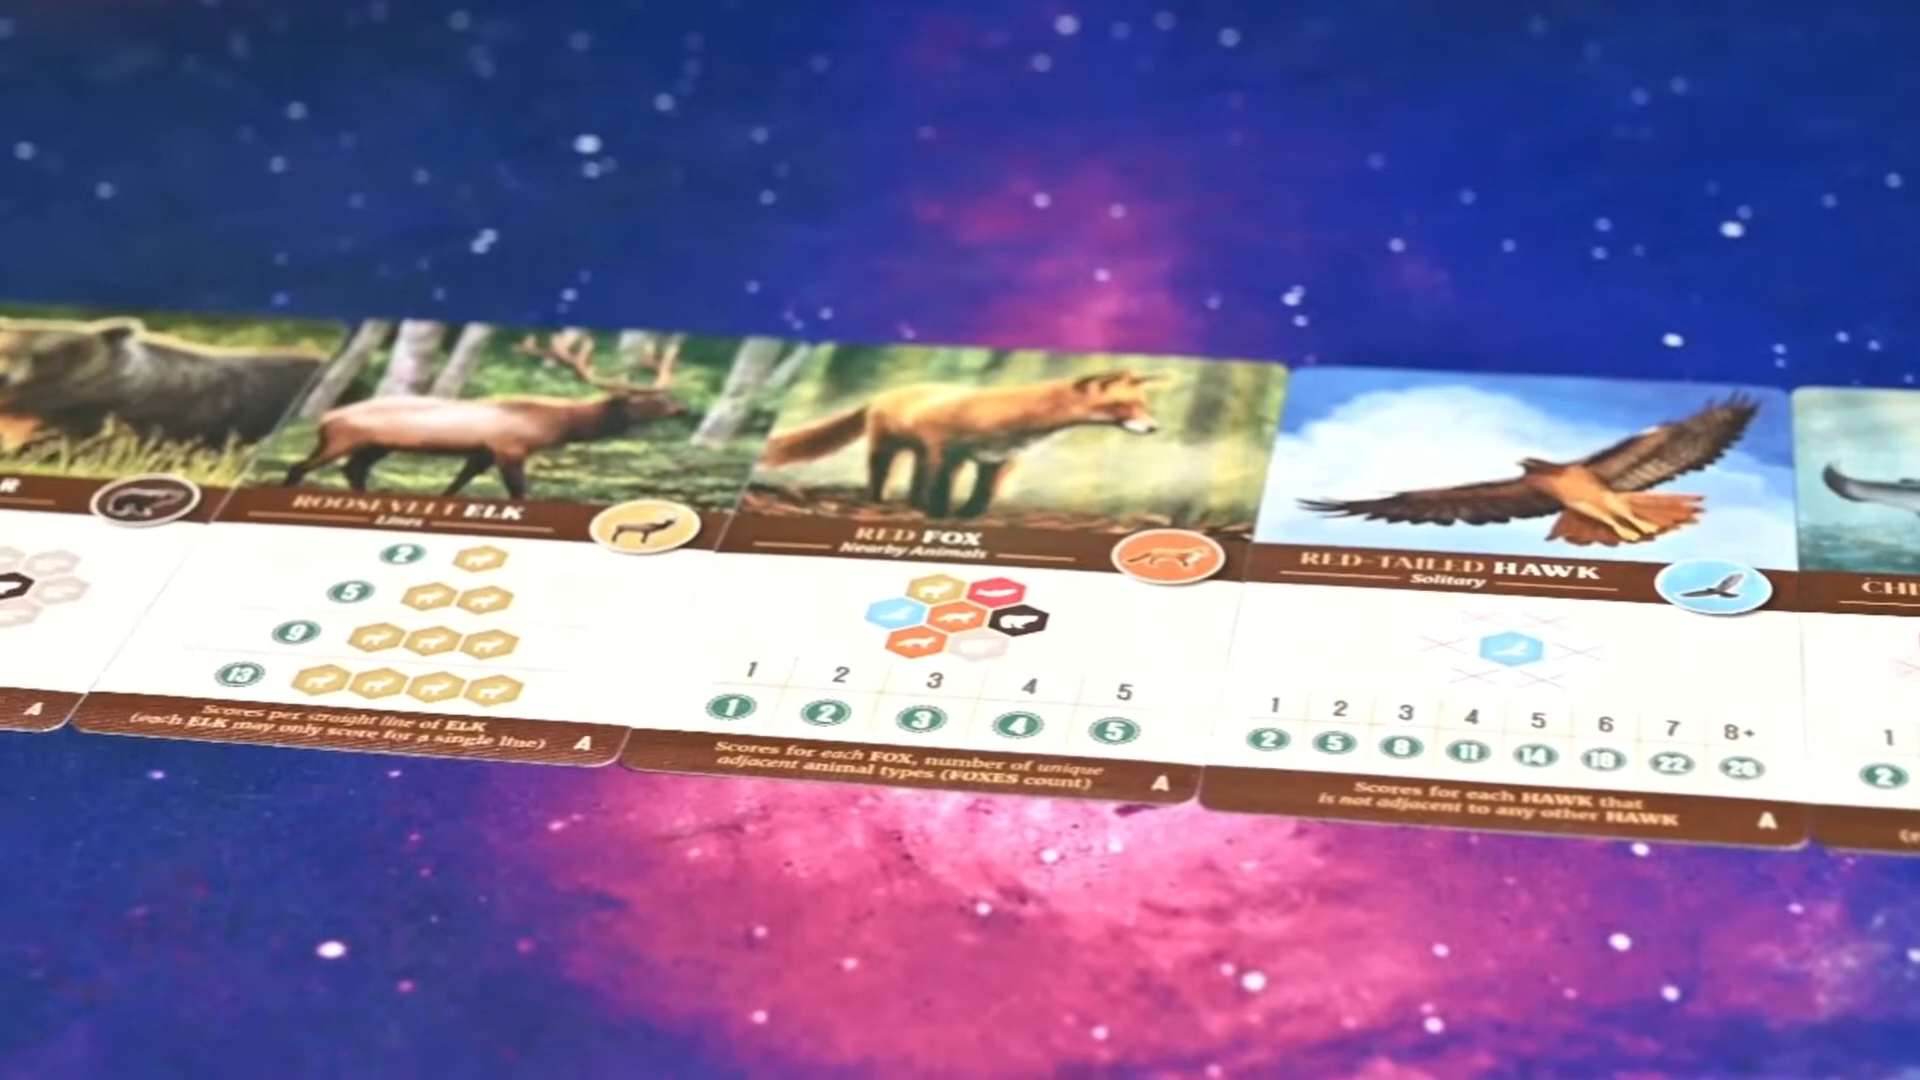 R
A
ROOSEVELT ELK
Lines
2
5
9
13
Scores per straight line of ELK
(each ELK may only score for a single line)
A
RED FOX
Nearby Animals
1 2 3 4 5
1 2 3 4 5
Scores for each FOX, number of unique
adjacent animal types (FOXES count)
A
RED-TAILED HAWK
Solitary
1 2 3 4 5 6 7 8+
2 5 8 11 14 18 22 26
Scores for each HAWK that
is not adjacent to any other HAWK
A
CHI
1
2